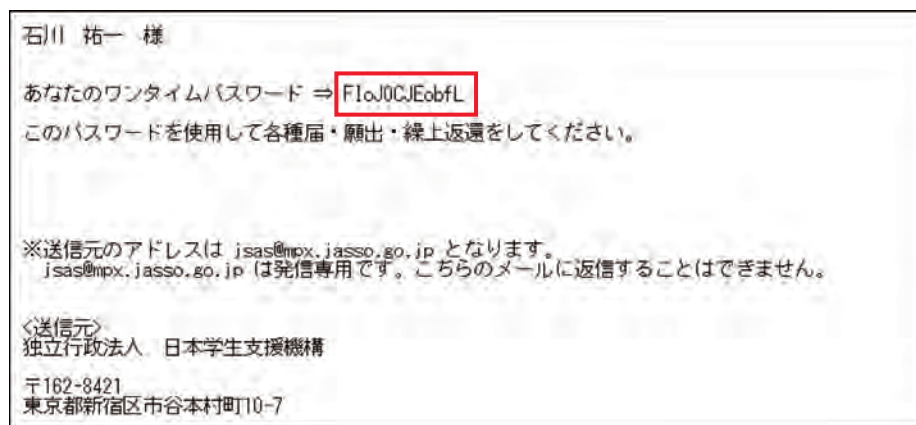 石川　祐一　様
あなたのワンタイムパスワード ⇒ FIoJ0CJEobfL
このパスワードを使用して各種届・願出・繰上返還をしてください。
※送信元のアドレスは jsas@mpx.jasso.go.jp となります。
jsas@mpx.jasso.go.jp は発信専用です。こちらのメールに返信することはできません。
<送信元>
独立行政法人　日本学生支援機構
〒162-8421
東京都新宿区市谷本村町10-7